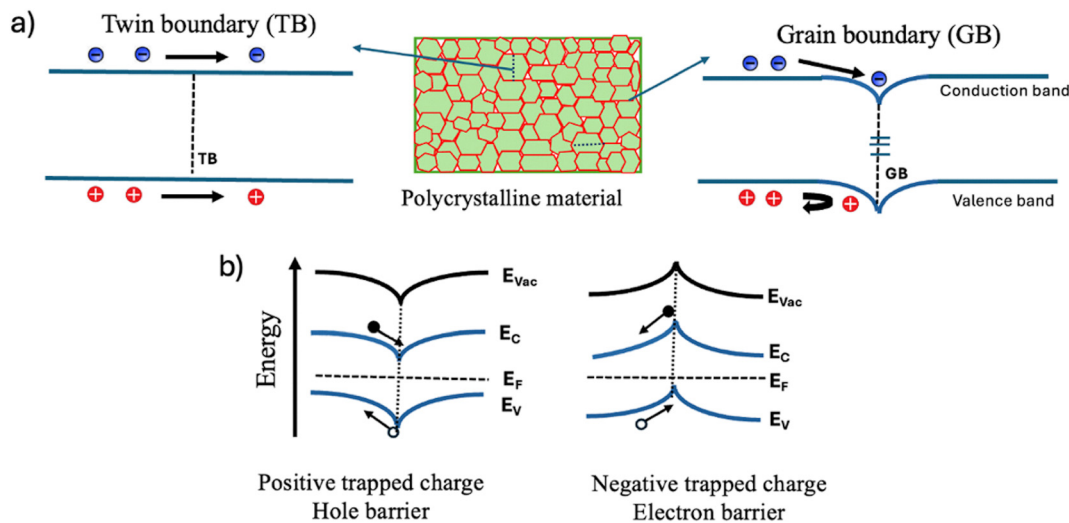 a)
Twin boundary (TB)
TB
Polycrystalline material
Grain boundary (GB)
Conduction band
GB
Valence band
b)
Energy
E_Vac
E_C
E_F
E_V
Positive trapped charge
Hole barrier
E_Vac
E_C
E_F
E_V
Negative trapped charge
Electron barrier